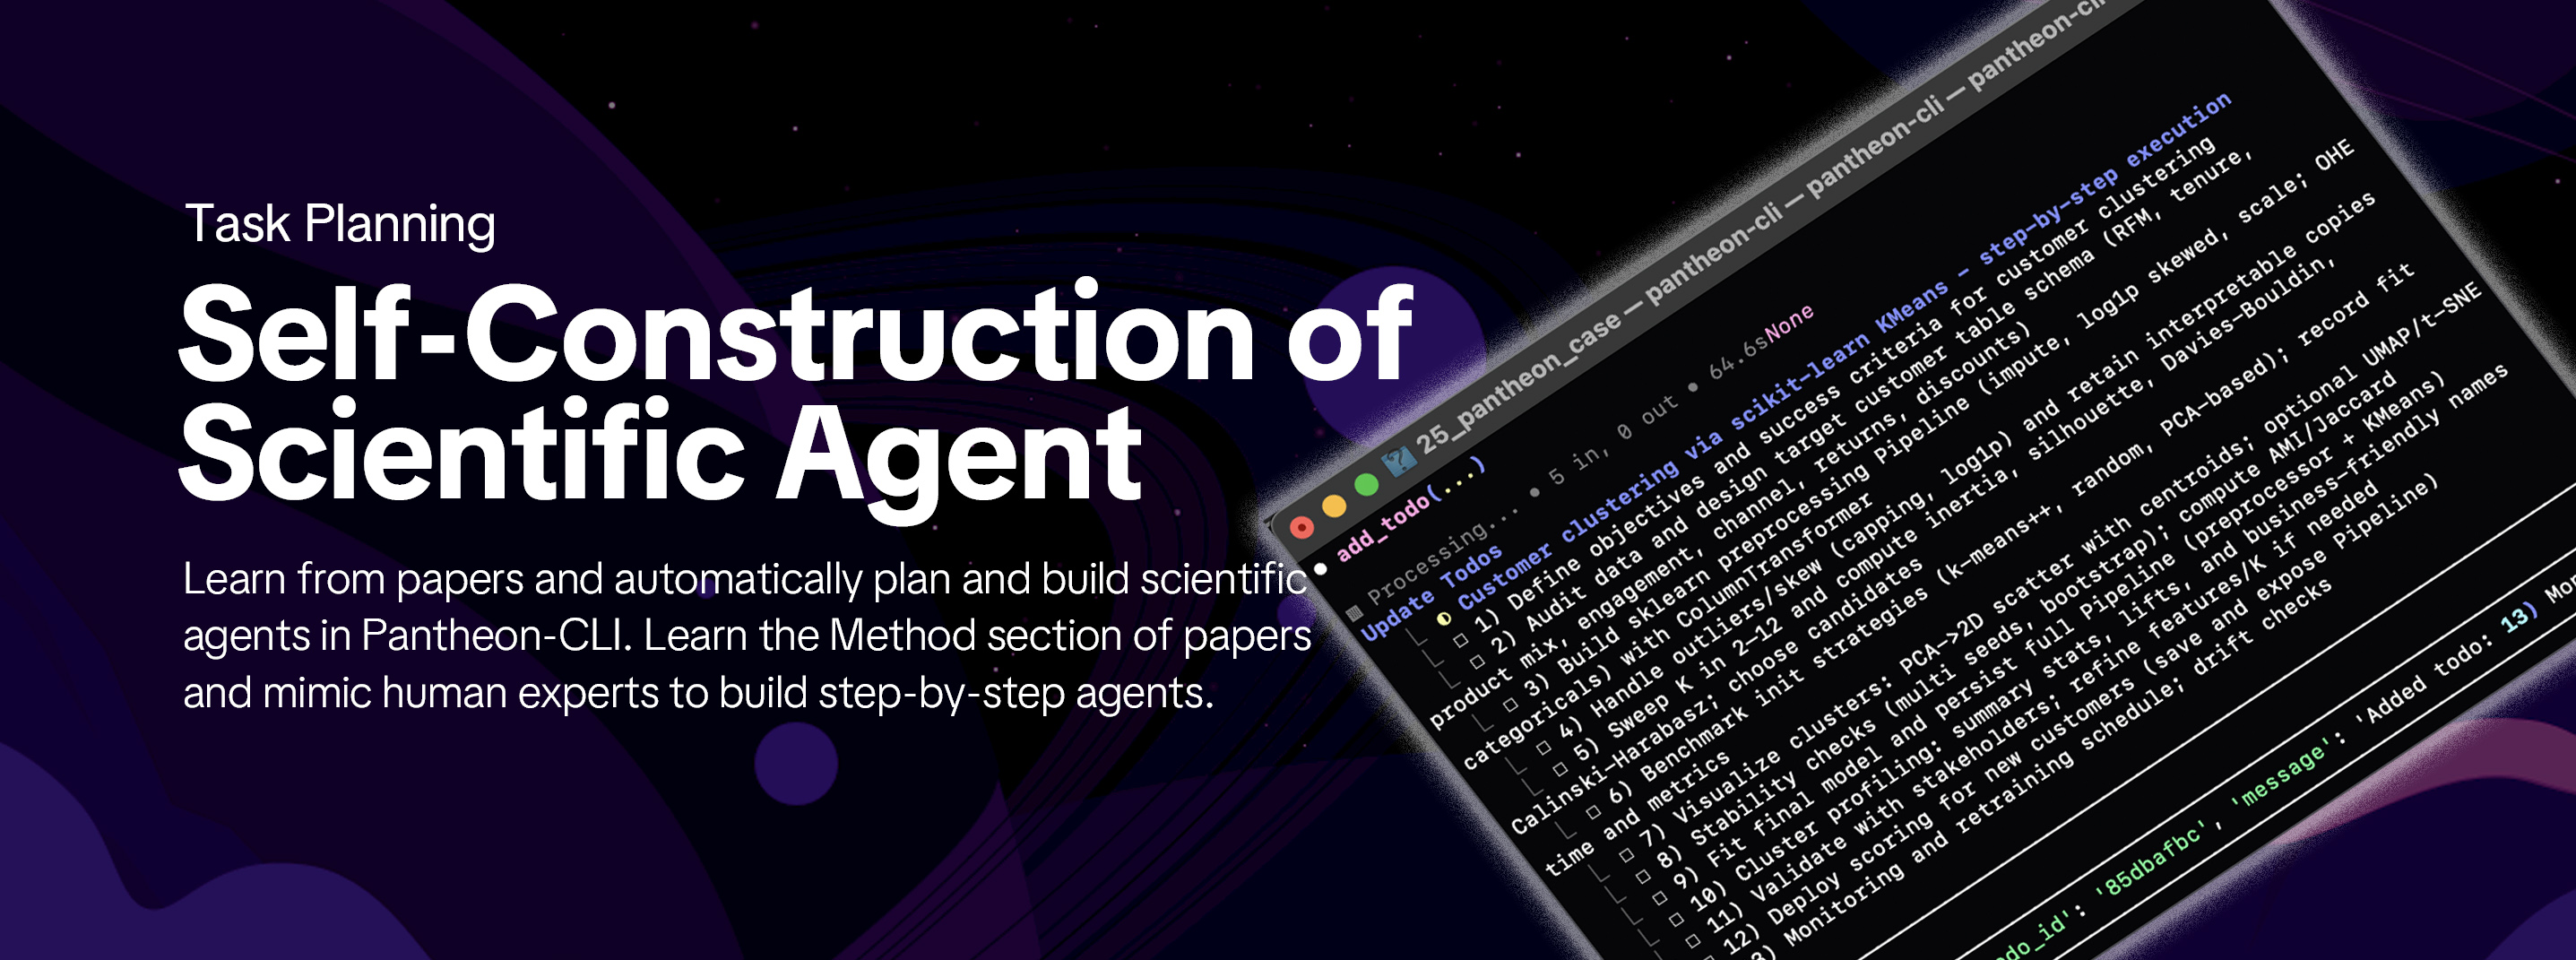 Task Planning
Self-Construction of
Scientific Agent
Learn from papers and automatically plan and build scientific
agents in Pantheon-CLI. Learn the Method section of papers
and mimic human experts to build step-by-step agents.
25_pantheon_case — pantheon-cli — pantheon-cli — pantheon-cli — pantheon-cli
add_todo(...)
Processing... • 5 in, 0 out • 64.6sNone
Update Todos
Customer clustering via scikit-learn KMeans – step-by-step execution
1) Define objectives and success criteria for customer clustering
2) Audit data and design target customer table schema (RFM, tenure,
product mix, engagement, channel, returns, discounts)
3) Build sklearn preprocessing Pipeline (impute, log1p skewed, scale; OHE
categoricals) with ColumnTransformer
4) Handle outliers/skew (capping, log1p) and retain interpretable copies
5) Sweep K in 2–12 and compute inertia, silhouette, Davies–Bouldin,
Calinski–Harabasz; choose candidates
6) Benchmark init strategies (k-means++, random, PCA-based); record fit
time and metrics
7) Visualize clusters: PCA->2D scatter with centroids; optional UMAP/t-SNE
8) Stability checks (multi seeds, bootstrap); compute AMI/Jaccard
9) Fit final model and persist full Pipeline (preprocessor + KMeans)
10) Cluster profiling: summary stats, lifts, and business-friendly names
11) Validate with stakeholders; refine features/K if needed
12) Deploy scoring for new customers (save and expose Pipeline)
3) Monitoring and retraining schedule; drift checks
do_id': '85dbafbc', 'message': 'Added todo: 13) Mo